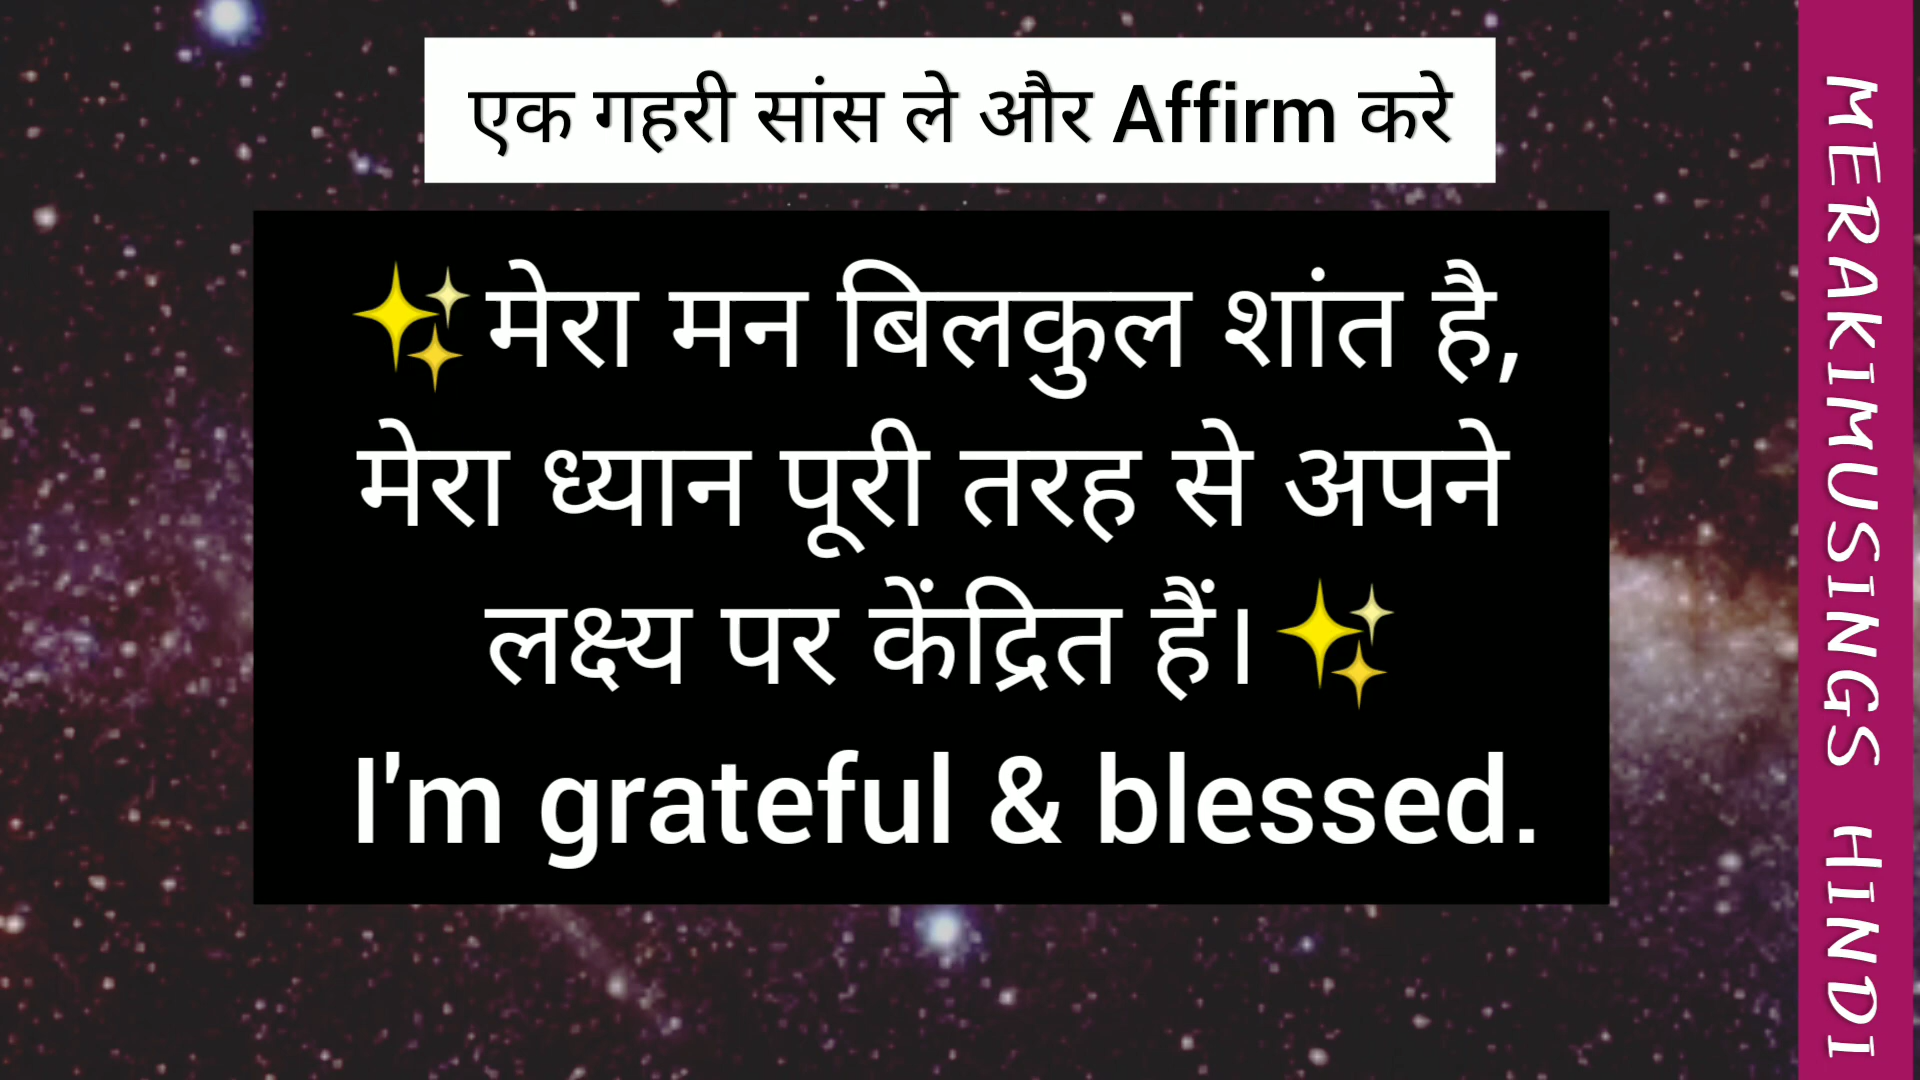 एक गहरी सांस ले और Affirm करे
✨मेरा मन बिलकुल शांत है,
मेरा ध्यान पूरी तरह से अपने
लक्ष्य पर केंद्रित हैं।✨
I'm grateful & blessed.
MERAKIMUSINGS HINDI